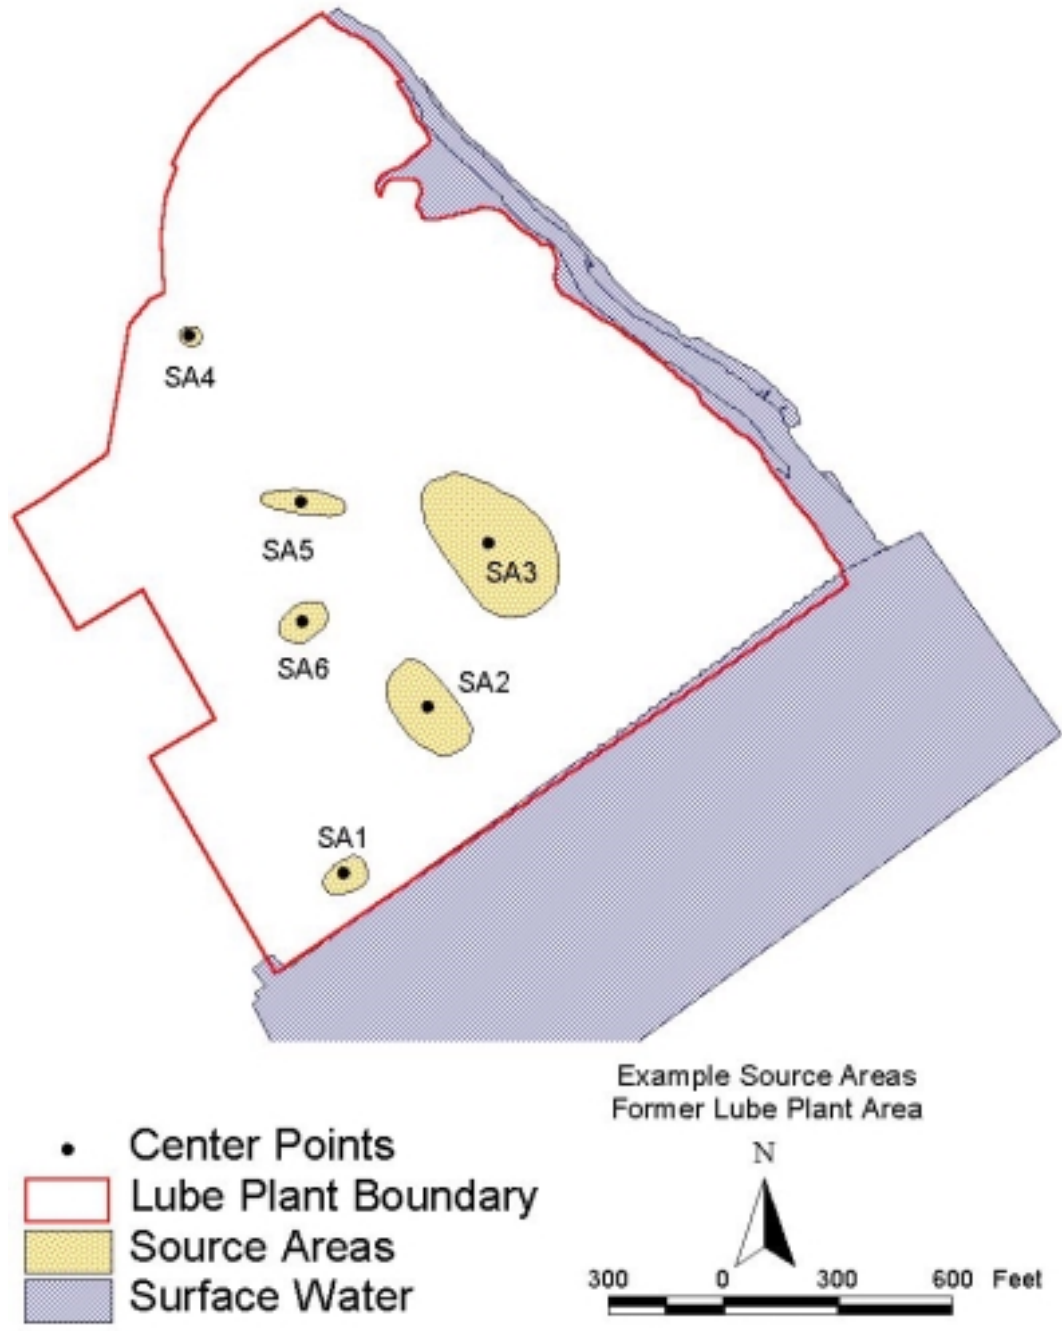 SA4
SA5
SA3
SA6
SA2
SA1
Example Source Areas
Former Lube Plant Area
Center Points
N
Lube Plant Boundary
Source Areas
Surface Water
300 0 300 600 Feet